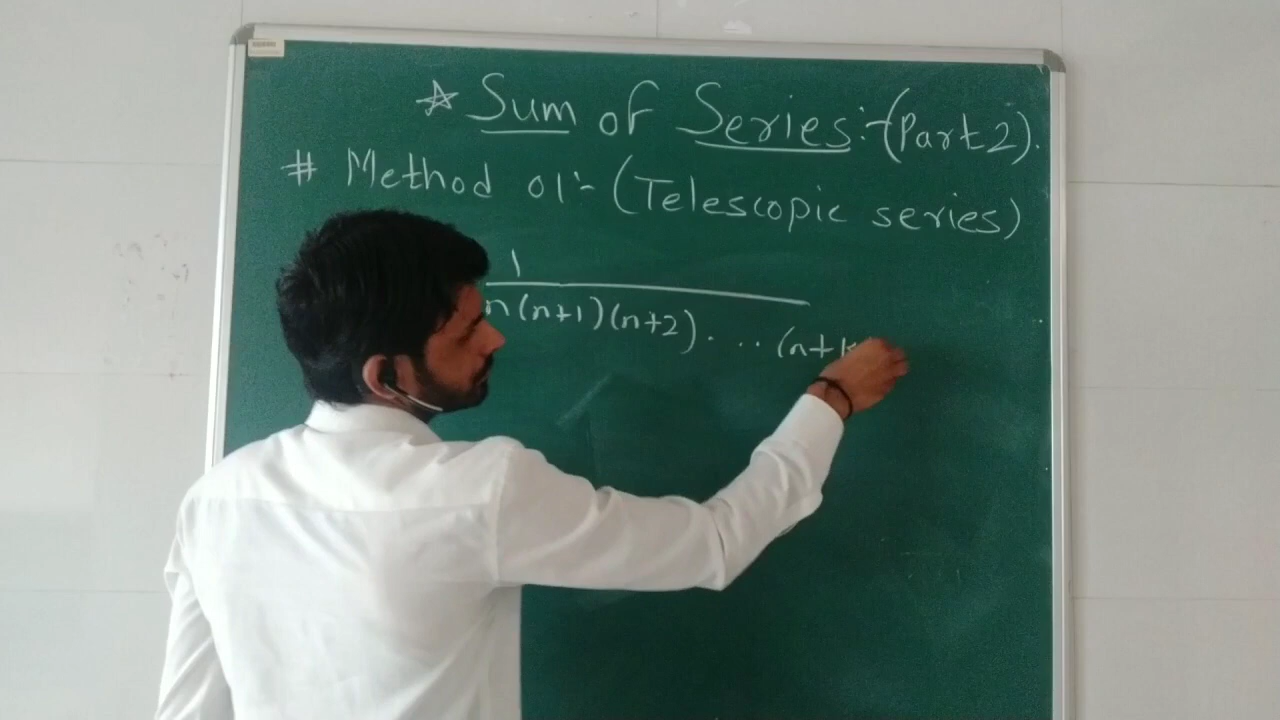 ☆ Sum of Series:-(Part 2).
# Method 01:- (Telescopic series)
1
n(n+1)(n+2)....(n+k